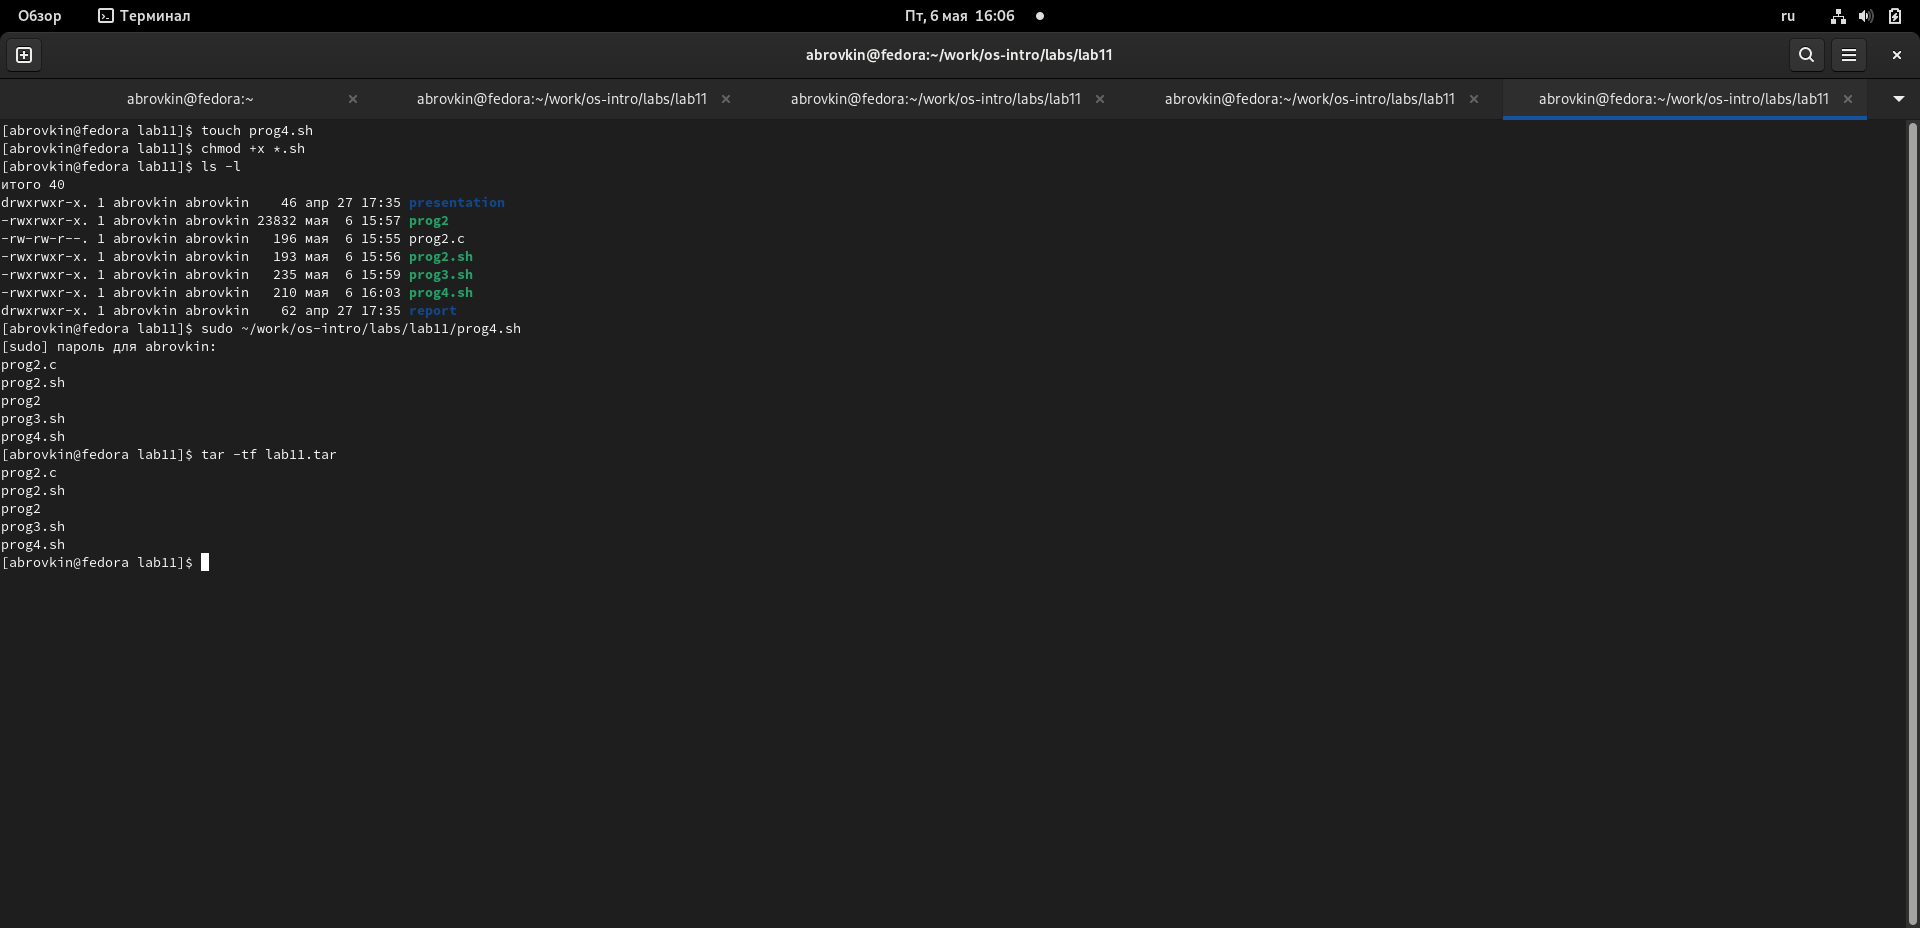 Обзор Терминал Пт, 6 мая 16:06 ru
abrovkin@fedora:~/work/os-intro/labs/lab11
abrovkin@fedora:~ abrovkin@fedora:~/work/os-intro/labs/lab11 abrovkin@fedora:~/work/os-intro/labs/lab11 abrovkin@fedora:~/work/os-intro/labs/lab11 abrovkin@fedora:~/work/os-intro/labs/lab11
[abrovkin@fedora lab11]$ touch prog4.sh
[abrovkin@fedora lab11]$ chmod +x *.sh
[abrovkin@fedora lab11]$ ls -l
итого 40
drwxrwxr-x. 1 abrovkin abrovkin    46 апр 27 17:35 presentation
-rwxrwxr-x. 1 abrovkin abrovkin 23832 мая  6 15:57 prog2
-rw-rw-r--. 1 abrovkin abrovkin   196 мая  6 15:55 prog2.c
-rwxrwxr-x. 1 abrovkin abrovkin   193 мая  6 15:56 prog2.sh
-rwxrwxr-x. 1 abrovkin abrovkin   235 мая  6 15:59 prog3.sh
-rwxrwxr-x. 1 abrovkin abrovkin   210 мая  6 16:03 prog4.sh
drwxrwxr-x. 1 abrovkin abrovkin    62 апр 27 17:35 report
[abrovkin@fedora lab11]$ sudo ~/work/os-intro/labs/lab11/prog4.sh
[sudo] пароль для abrovkin:
prog2.c
prog2.sh
prog2
prog3.sh
prog4.sh
[abrovkin@fedora lab11]$ tar -tf lab11.tar
prog2.c
prog2.sh
prog2
prog3.sh
prog4.sh
[abrovkin@fedora lab11]$